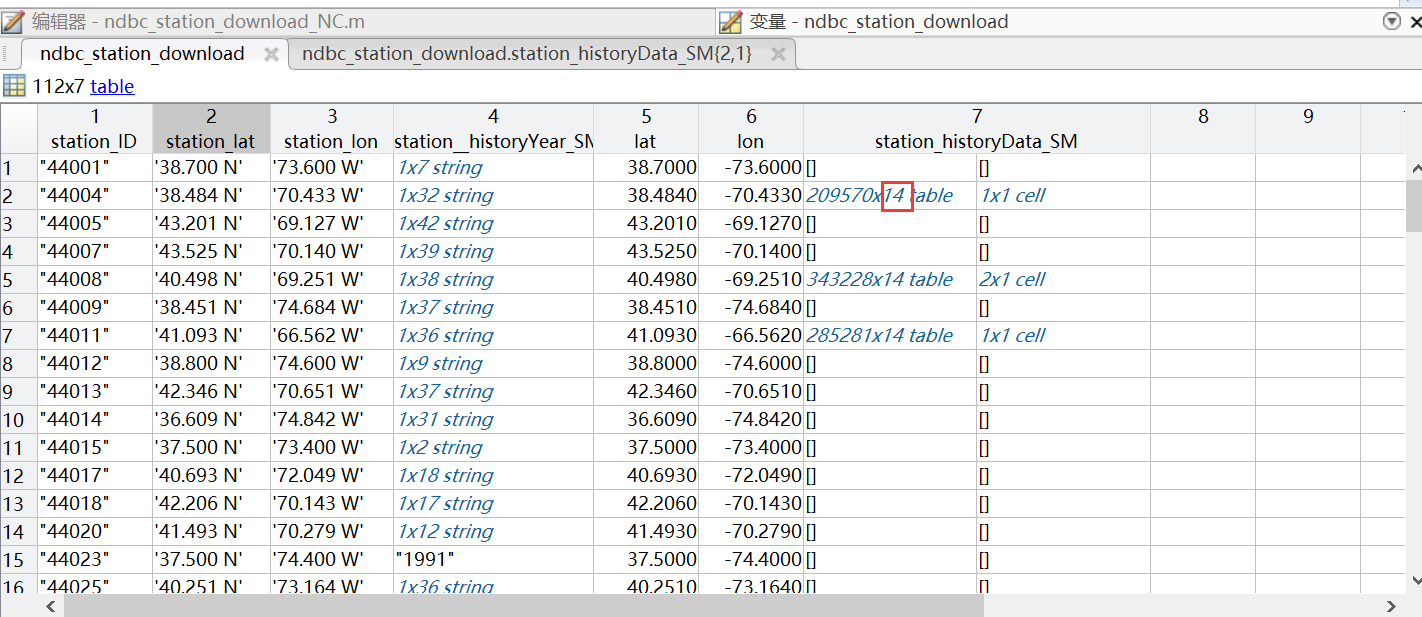 编辑器 - ndbc_station_download_NC.m 变量 - ndbc_station_download
ndbc_station_download ndbc_station_download.station_historyData_SM{2,1}
112x7 table
1 2 3 4 5 6 7 8 9
station_ID station_lat station_lon station__historyYear_SM lat lon station_historyData_SM
1 "44001" '38.700 N' '73.600 W' 1x7 string 38.7000 -73.6000 [] []
2 "44004" '38.484 N' '70.433 W' 1x32 string 38.4840 -70.4330 209570x14 table 1x1 cell
3 "44005" '43.201 N' '69.127 W' 1x42 string 43.2010 -69.1270 [] []
4 "44007" '43.525 N' '70.140 W' 1x39 string 43.5250 -70.1400 [] []
5 "44008" '40.498 N' '69.251 W' 1x38 string 40.4980 -69.2510 343228x14 table 2x1 cell
6 "44009" '38.451 N' '74.684 W' 1x37 string 38.4510 -74.6840 [] []
7 "44011" '41.093 N' '66.562 W' 1x36 string 41.0930 -66.5620 285281x14 table 1x1 cell
8 "44012" '38.800 N' '74.600 W' 1x9 string 38.8000 -74.6000 [] []
9 "44013" '42.346 N' '70.651 W' 1x37 string 42.3460 -70.6510 [] []
10 "44014" '36.609 N' '74.842 W' 1x31 string 36.6090 -74.8420 [] []
11 "44015" '37.500 N' '73.400 W' 1x2 string 37.5000 -73.4000 [] []
12 "44017" '40.693 N' '72.049 W' 1x18 string 40.6930 -72.0490 [] []
13 "44018" '42.206 N' '70.143 W' 1x17 string 42.2060 -70.1430 [] []
14 "44020" '41.493 N' '70.279 W' 1x12 string 41.4930 -70.2790 [] []
15 "44023" '37.500 N' '74.400 W' "1991" 37.5000 -74.4000 [] []
16 "44025" '40.251 N' '73.164 W' 1x36 string 40.2510 -73.1640 [] []